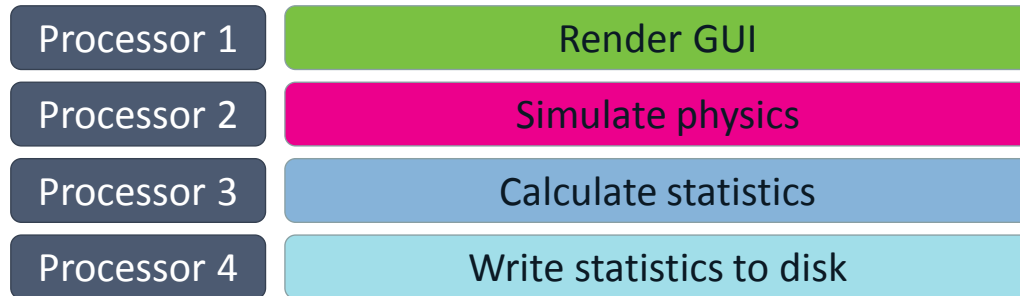 Processor 1 Render GUI
Processor 2 Simulate physics
Processor 3 Calculate statistics
Processor 4 Write statistics to disk